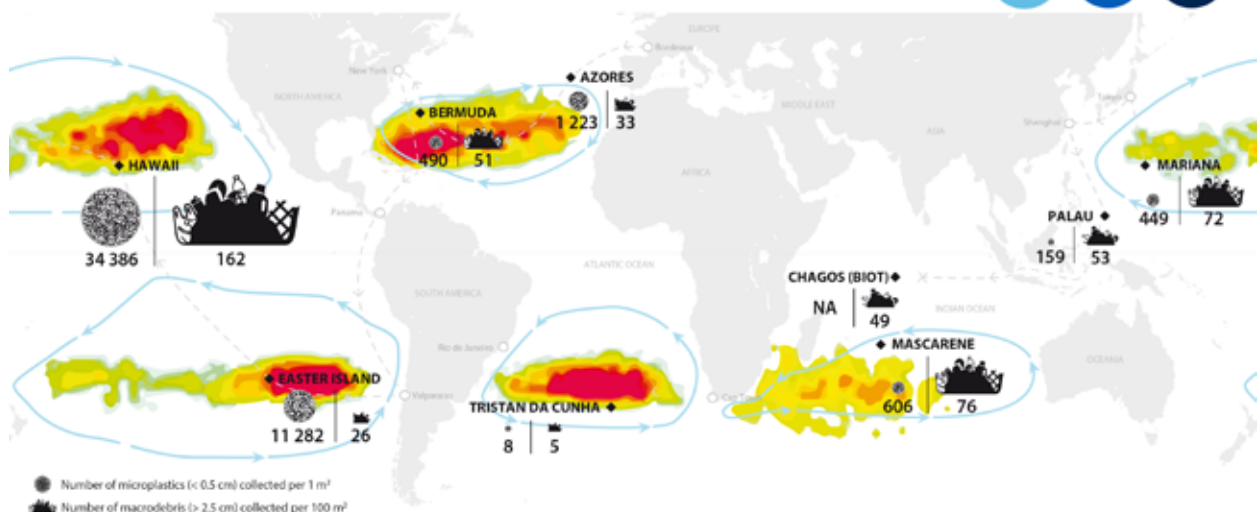 EUROPE
Bordeaux
New York
NORTH AMERICA
AZORES
1 223
33
BERMUDA
490
51
MIDDLE EAST
ASIA
Tokyo
Shanghai
AFRICA
HAWAII
34 386
162
MARIANA
449
72
Panama
PALAU
159
53
ATLANTIC OCEAN
CHAGOS (BIOT)
NA
49
SOUTH AMERICA
INDIAN OCEAN
Rio de Janeiro
MASCARENE
606
76
OCEANIA
EASTER ISLAND
11 282
26
Valparaiso
TRISTAN DA CUNHA
8
5
Number of microplastics (< 0.5 cm) collected per 1 m²
Number of macrodebris (> 2.5 cm) collected per 100 m²